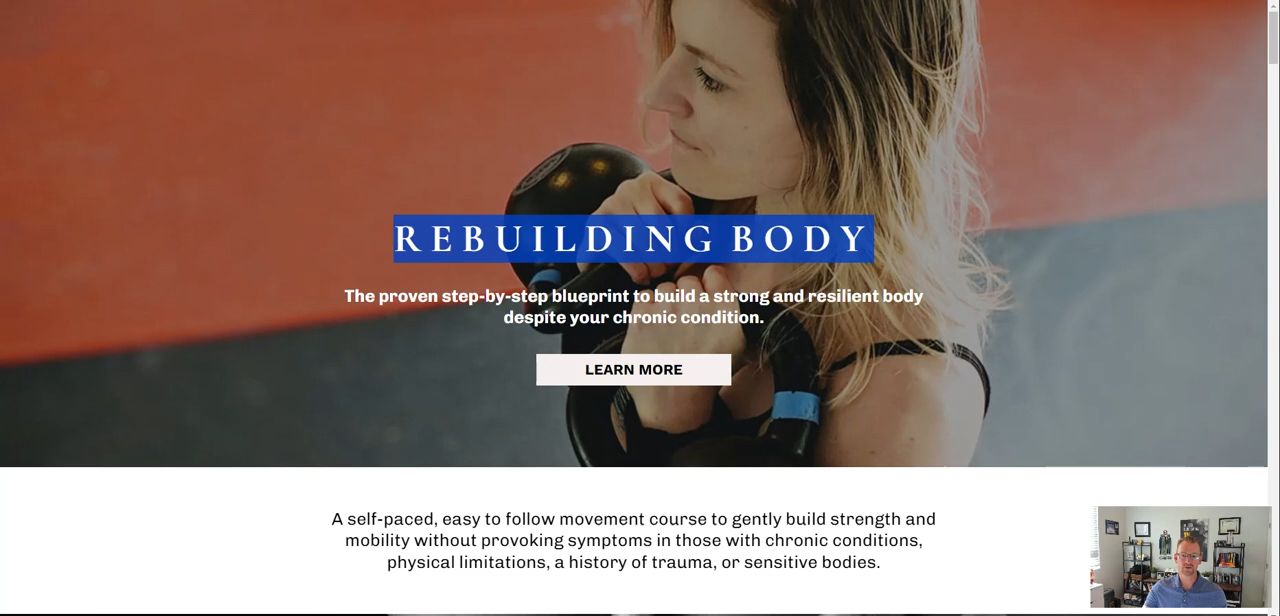 REBUILDING BODY
The proven step-by-step blueprint to build a strong and resilient body
despite your chronic condition.
LEARN MORE
A self-paced, easy to follow movement course to gently build strength and
mobility without provoking symptoms in those with chronic conditions,
physical limitations, a history of trauma, or sensitive bodies.